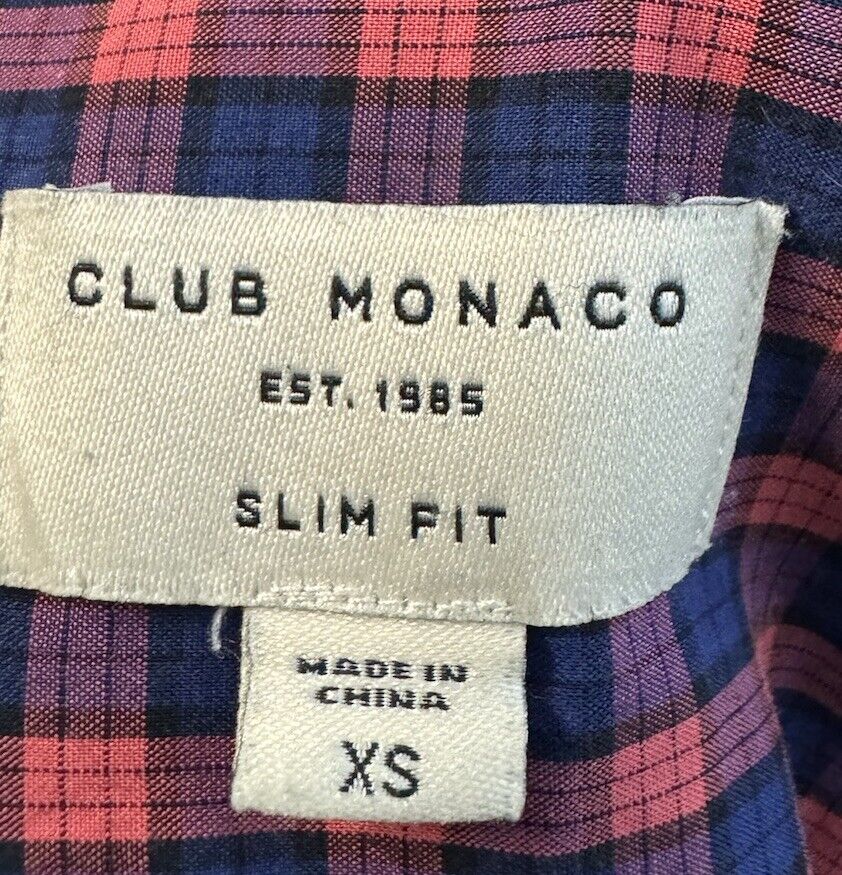 CLUB MONACO
EST. 1985
SLIM FIT
MADE IN
CHINA
XS